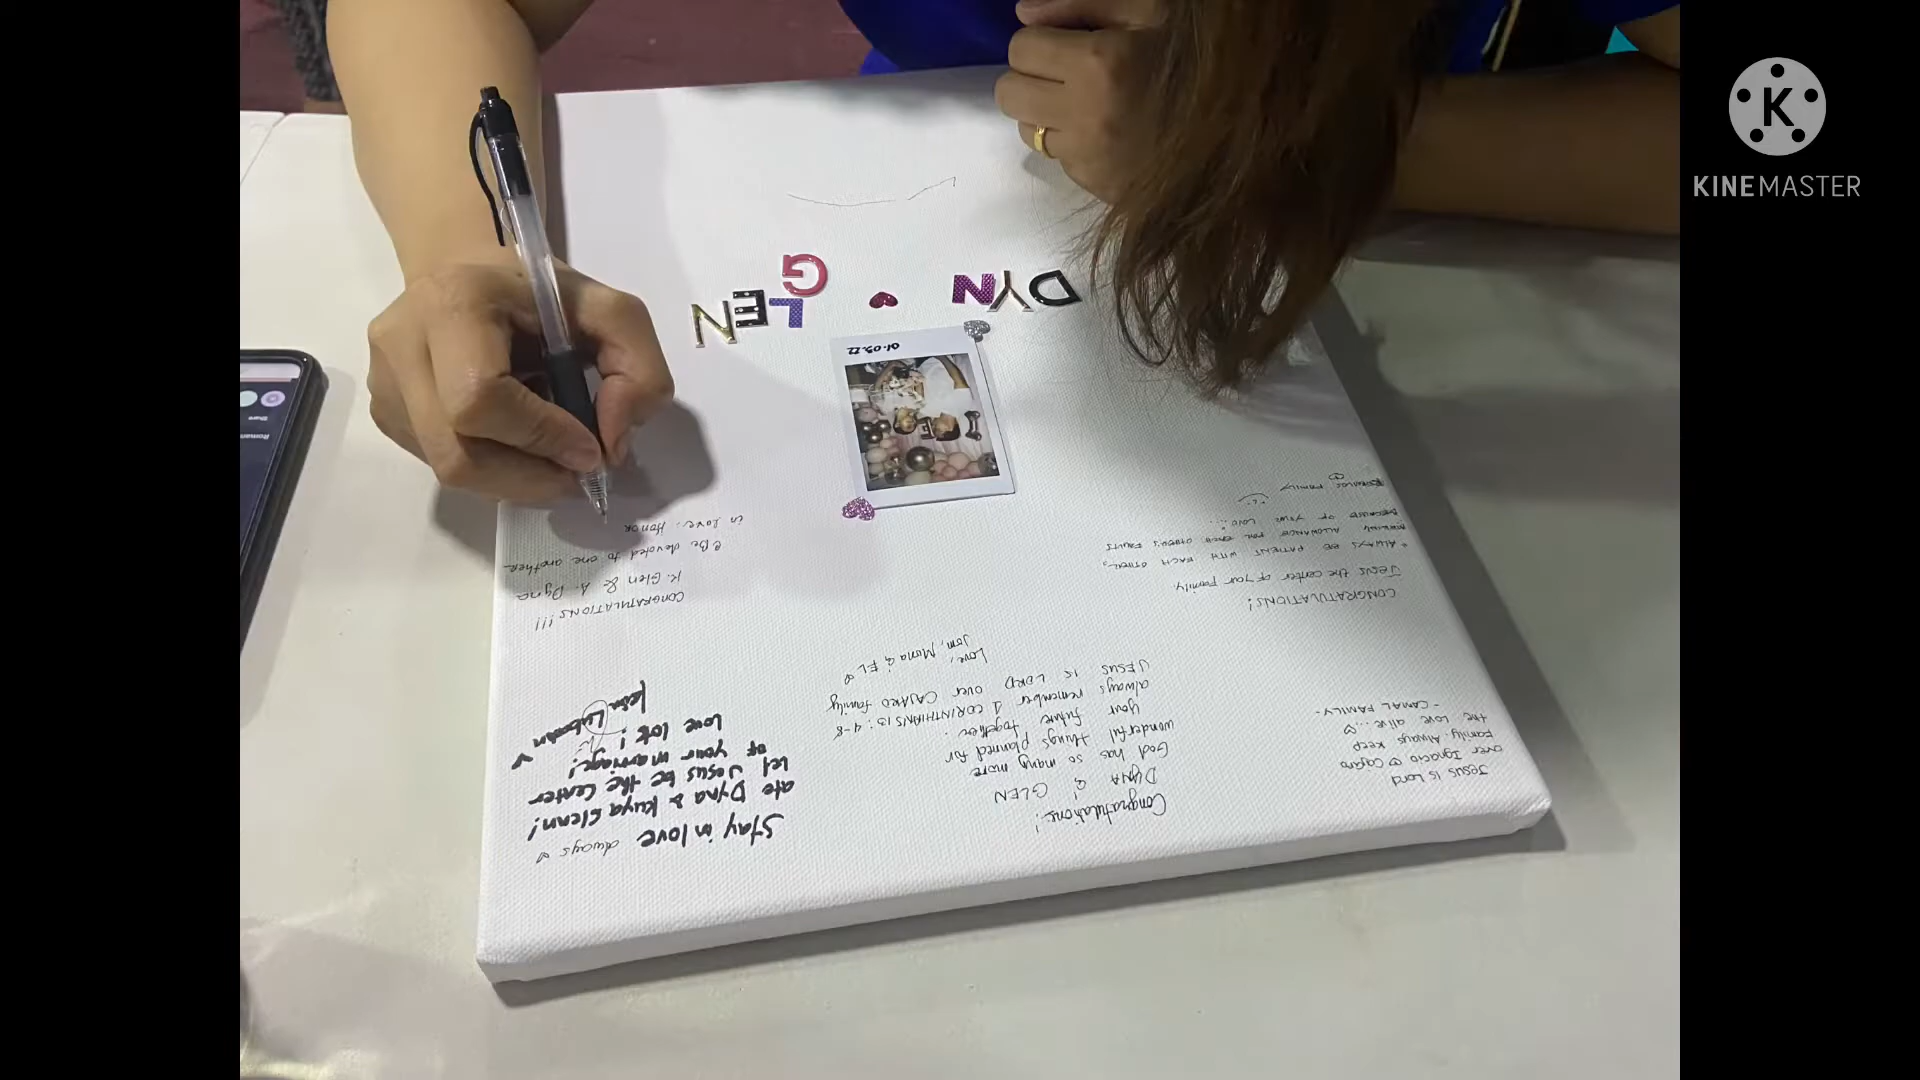 KINEMASTER
DYN GLEN
01.09.22
CONGRATULATIONS!
JESUS the center of your family.
* ALWAYS BE PATIENT WITH EACH OTHER,
MAKING ALLOWANCE FOR EACH OTHER'S FAULTS
BECAUSE OF YOUR LOVE...
FAMILY
CONGRATULATIONS!!!
K. Glen & A. Dyna
Be devoted to one another
in love. Honor
Jesus is Lord
over Ignacio ♡ Cajaro
Family. Always keep
the love alive... ♡
- CAMAL FAMILY -
Congratulations!
DYNA & GLEN
God has so many more
wonderful things planned for
your future together.
always remember 1 CORINTHIANS 13:4-8
JESUS IS LORD over CAJARO family
Love,
Jom, Mona & EL ♡
Stay in love always ♡
ate Dyna & kuya Glenn!
Let Jesus be the center
of your marriage!
love lots!